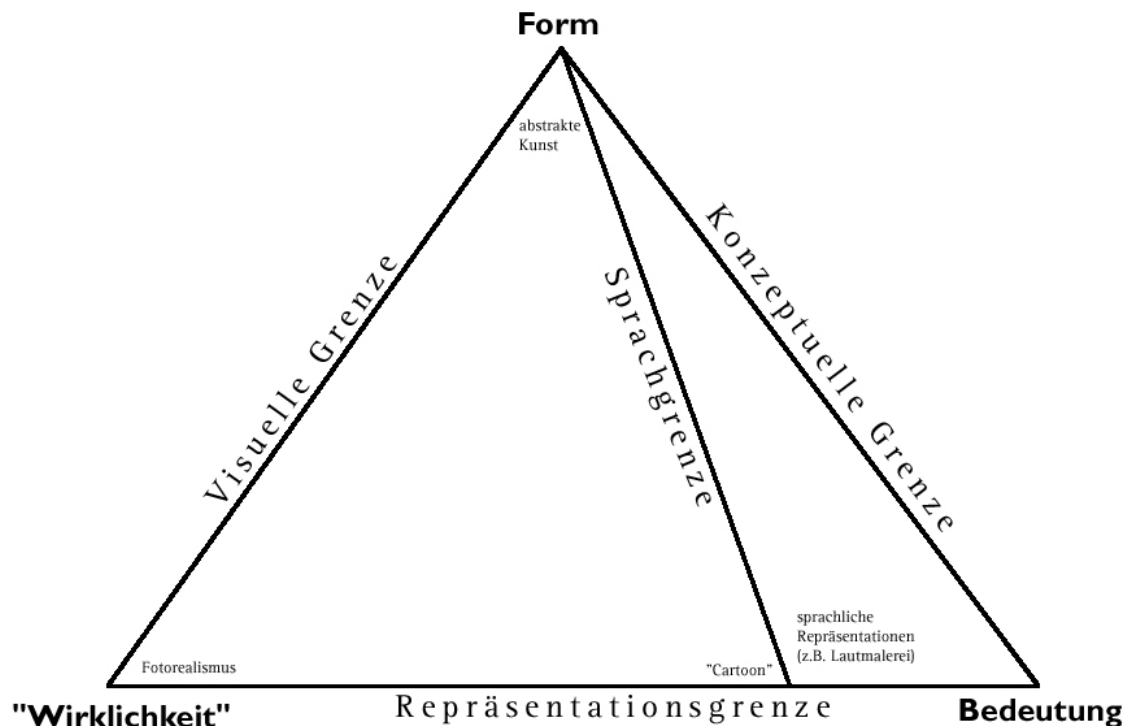 Form
abstrakte
Kunst
Visuelle Grenze
Sprachgrenze
Konzeptuelle Grenze
sprachliche
Repräsentationen
(z.B. Lautmalerei)
Fotorealismus
"Cartoon"
"Wirklichkeit"
Repräsentationsgrenze
Bedeutung